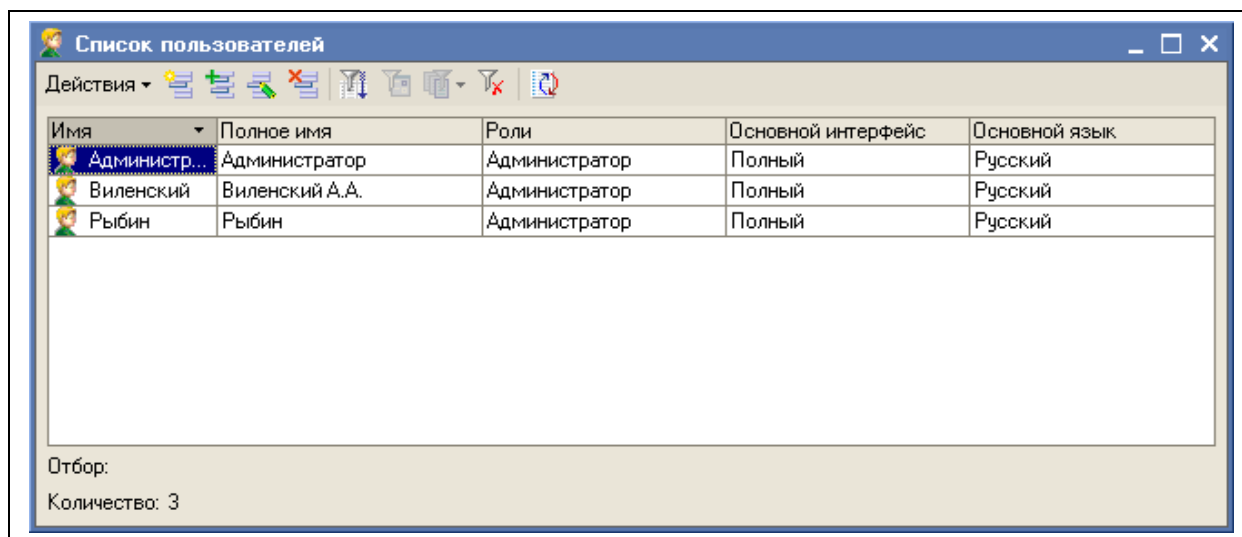 Список пользователей
Действия
Имя Полное имя Роли Основной интерфейс Основной язык
Администр... Администратор Администратор Полный Русский
Виленский Виленский А.А. Администратор Полный Русский
Рыбин Рыбин Администратор Полный Русский
Отбор:
Количество: 3